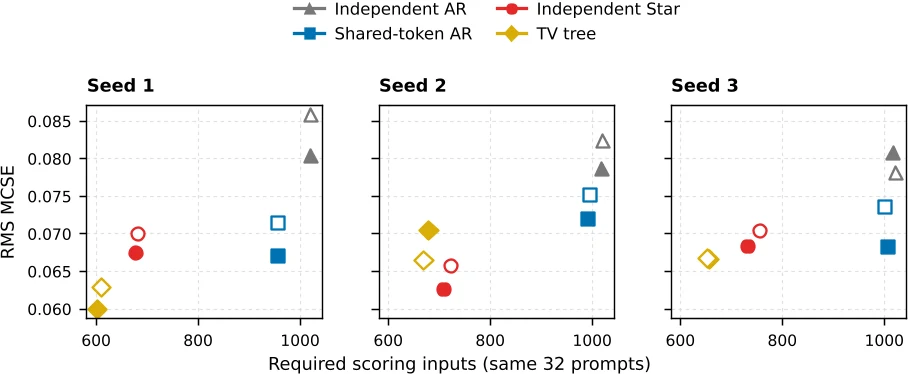 Independent AR
Independent Star
Shared-token AR
TV tree
Seed 1
Seed 2
Seed 3
0.085
0.080
0.075
0.070
0.065
0.060
RMS MCSE
600 800 1000
600 800 1000
600 800 1000
Required scoring inputs (same 32 prompts)